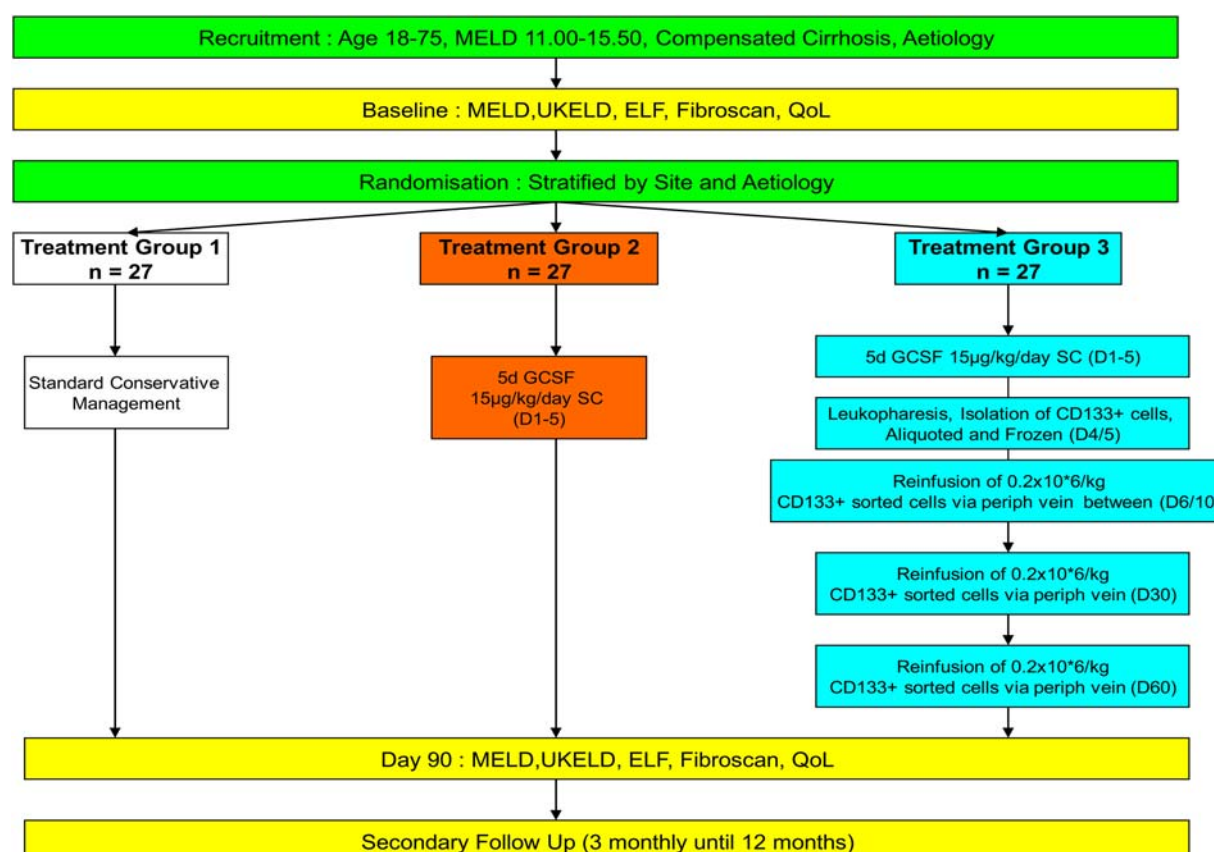 Recruitment : Age 18-75, MELD 11.00-15.50, Compensated Cirrhosis, Aetiology
Baseline : MELD,UKELD, ELF, Fibroscan, QoL
Randomisation : Stratified by Site and Aetiology
Treatment Group 1
n = 27
Treatment Group 2
n = 27
Treatment Group 3
n = 27
Standard Conservative
Management
5d GCSF
15µg/kg/day SC
(D1-5)
5d GCSF 15µg/kg/day SC (D1-5)
Leukopharesis, Isolation of CD133+ cells,
Aliquoted and Frozen (D4/5)
Reinfusion of 0.2x10*6/kg
CD133+ sorted cells via periph vein between (D6/10
Reinfusion of 0.2x10*6/kg
CD133+ sorted cells via periph vein (D30)
Reinfusion of 0.2x10*6/kg
CD133+ sorted cells via periph vein (D60)
Day 90 : MELD,UKELD, ELF, Fibroscan, QoL
Secondary Follow Up (3 monthly until 12 months)